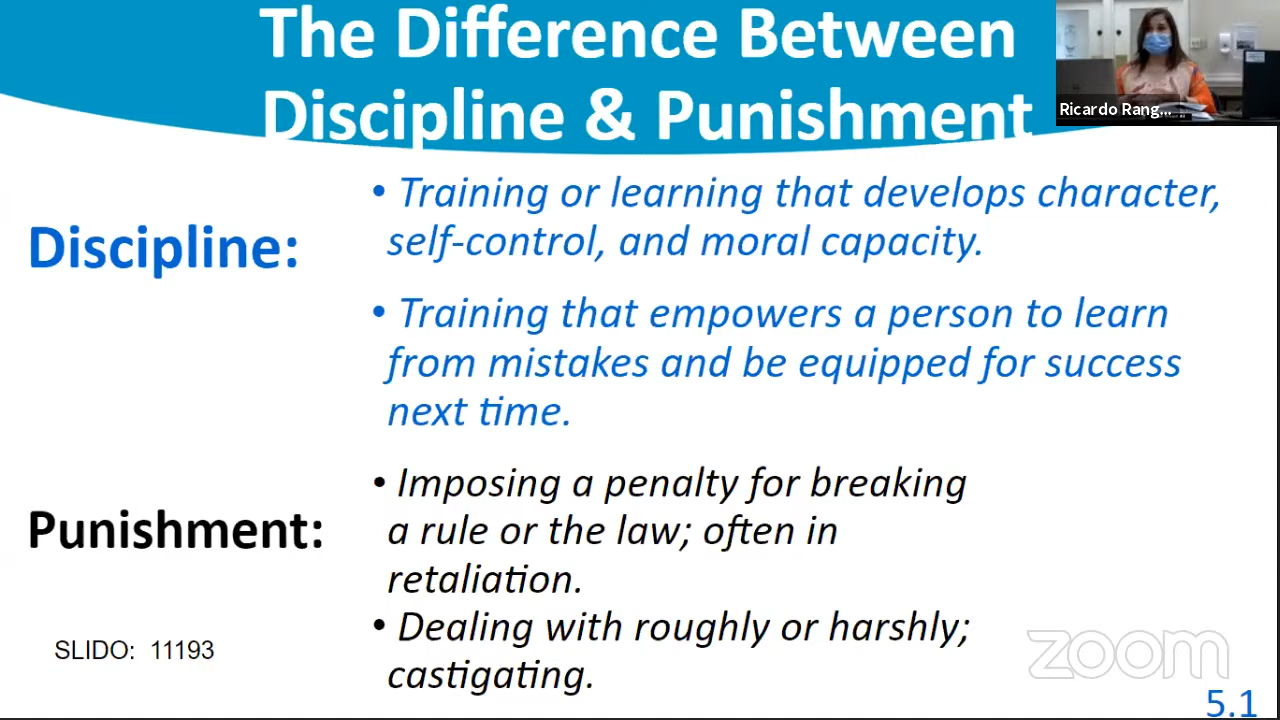 The Difference Between
Discipline & Punishment
Ricardo Rang...
Discipline:
• Training or learning that develops character,
self-control, and moral capacity.
• Training that empowers a person to learn
from mistakes and be equipped for success
next time.
Punishment:
• Imposing a penalty for breaking
a rule or the law; often in
retaliation.
• Dealing with roughly or harshly;
castigating.
SLIDO: 11193
zoom
5.1